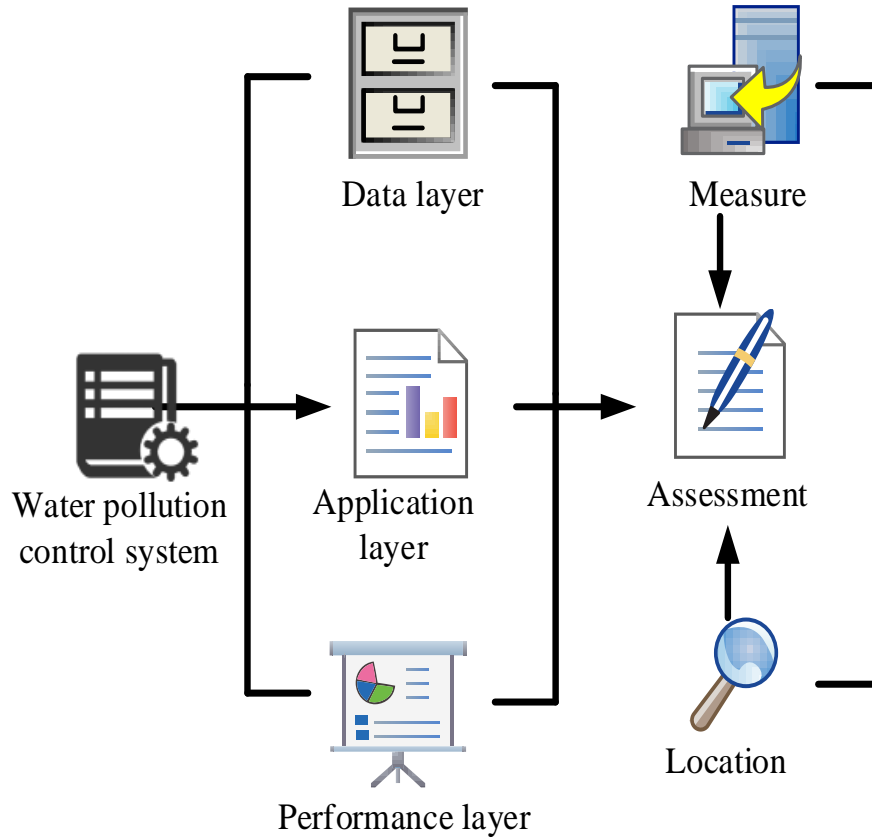 Data layer
Measure
Water pollution
control system
Application
layer
Assessment
Performance layer
Location